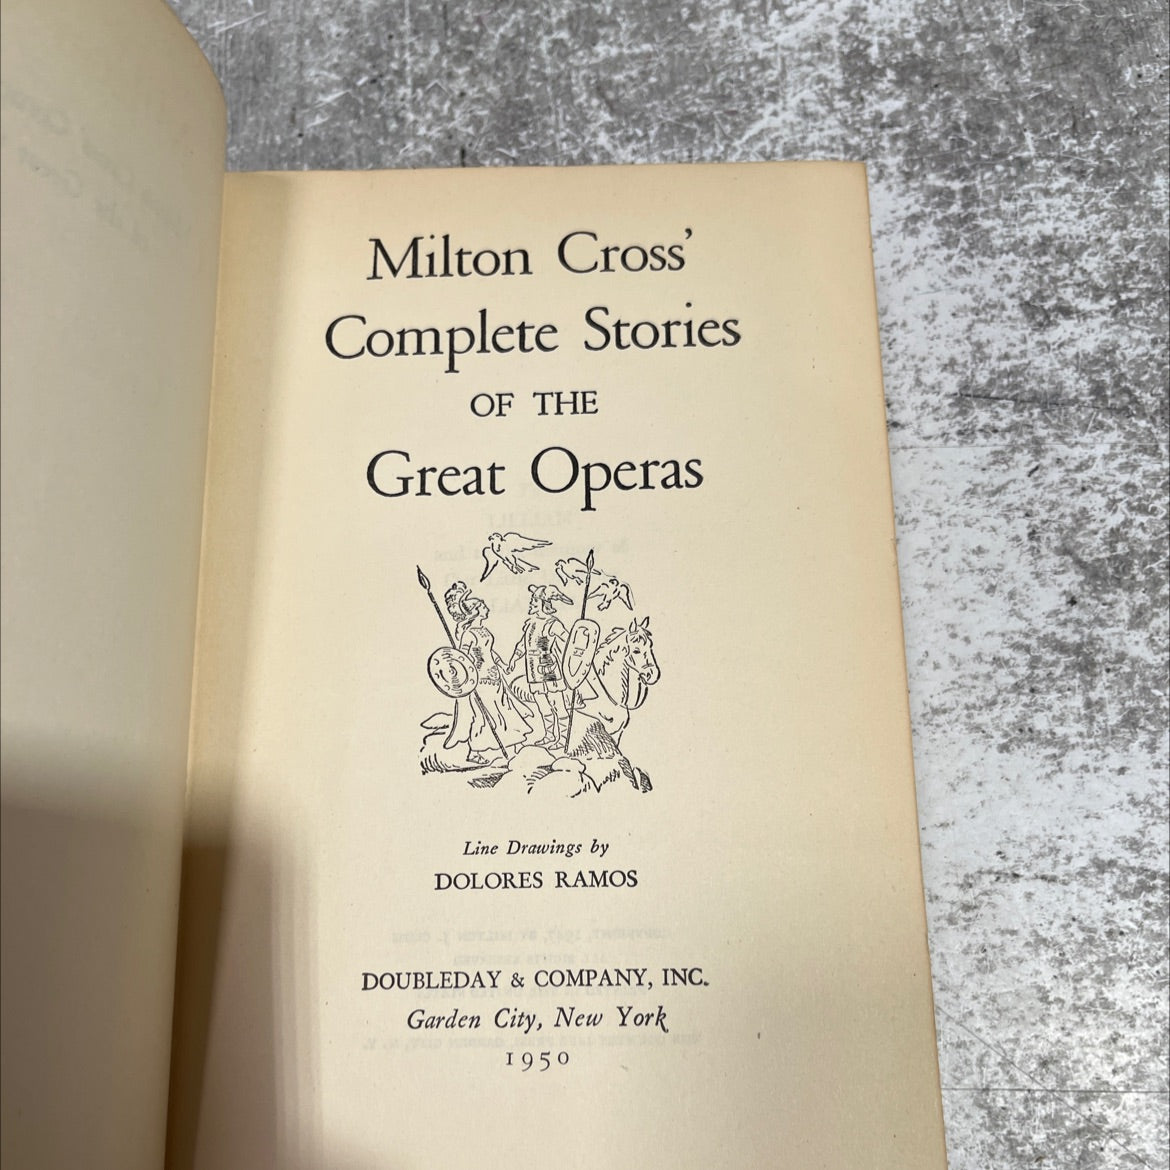 Milton Cross'
Complete Stories
OF THE
Great Operas
Line Drawings by
DOLORES RAMOS
DOUBLEDAY & COMPANY, INC.
Garden City, New York
1950